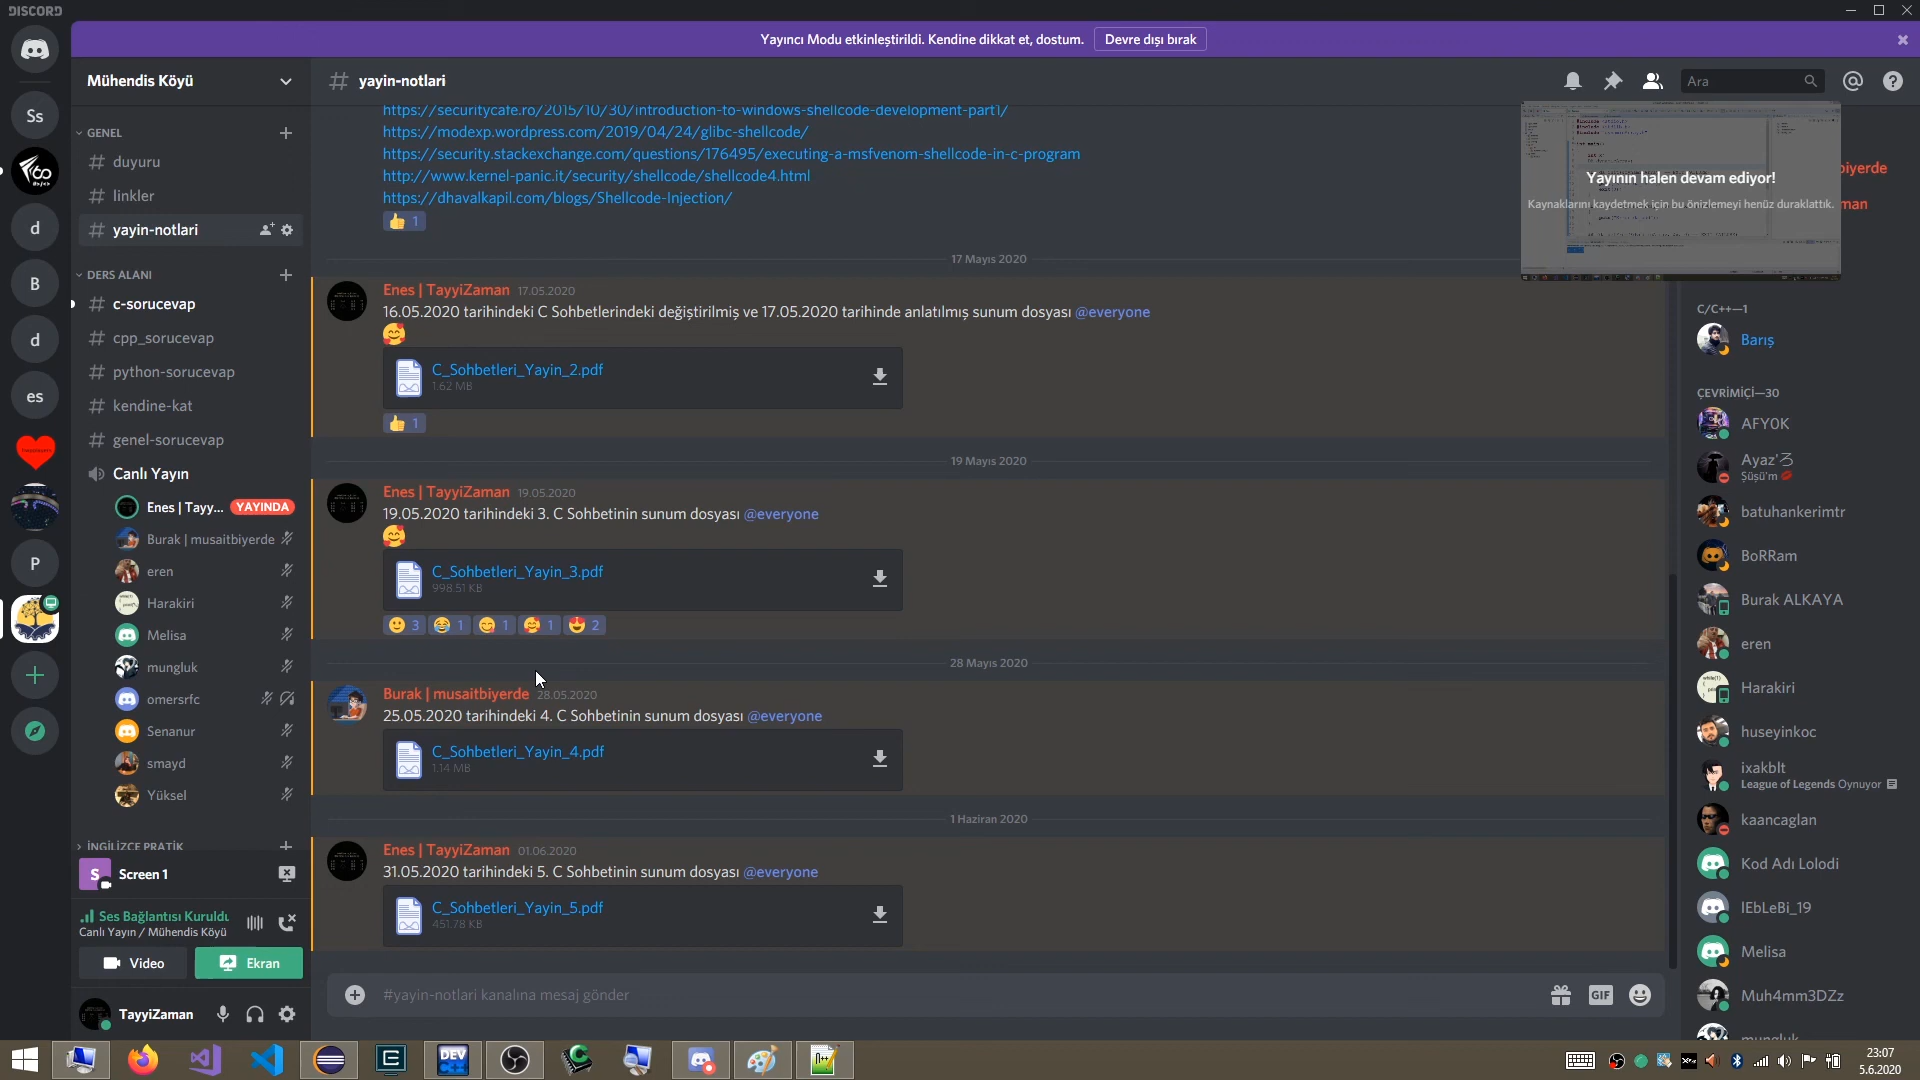 DISCORD
Yayıncı Modu etkinleştirildi. Kendine dikkat et, dostum.
Devre dışı bırak
Mühendis Köyü
yayin-notlari
Ara
Ss
d
B
d
es
P
GENEL
duyuru
linkler
yayin-notlari
DERS ALANI
c-sorucevap
cpp_sorucevap
python-sorucevap
kendine-kat
genel-sorucevap
Canlı Yayın
Enes | Tayy...
YAYINDA
Burak | musaitbiyerde
eren
Harakiri
Melisa
mungluk
omersrfc
Senanur
smayd
Yüksel
İNGİLİZCE PRATİK
S
Screen 1
Ses Bağlantısı Kuruldu
Canlı Yayın / Mühendis Köyü
Video
Ekran
TayyiZaman
https://securitycafe.ro/2015/10/30/introduction-to-windows-shellcode-development-part1/
https://modexp.wordpress.com/2019/04/24/glibc-shellcode/
https://security.stackexchange.com/questions/176495/executing-a-msfvenom-shellcode-in-c-program
http://www.kernel-panic.it/security/shellcode/shellcode4.html
https://dhavalkapil.com/blogs/Shellcode-Injection/
1
17 Mayıs 2020
Enes | TayyiZaman 17.05.2020
16.05.2020 tarihindeki C Sohbetlerindeki değiştirilmiş ve 17.05.2020 tarihinde anlatılmış sunum dosyası @everyone
C_Sohbetleri_Yayin_2.pdf
1.62 MB
1
19 Mayıs 2020
Enes | TayyiZaman 19.05.2020
19.05.2020 tarihindeki 3. C Sohbetinin sunum dosyası @everyone
C_Sohbetleri_Yayin_3.pdf
998.51 KB
3 1 1 1 2
28 Mayıs 2020
Burak | musaitbiyerde 28.05.2020
25.05.2020 tarihindeki 4. C Sohbetinin sunum dosyası @everyone
C_Sohbetleri_Yayin_4.pdf
1.14 MB
1 Haziran 2020
Enes | TayyiZaman 01.06.2020
31.05.2020 tarihindeki 5. C Sohbetinin sunum dosyası @everyone
C_Sohbetleri_Yayin_5.pdf
451.78 KB
#yayin-notlari kanalına mesaj gönder
GIF
Yayının halen devam ediyor!
Kaynaklarını kaydetmek için bu önizlemeyi henüz duraklattık.
biyerde
man
C/C++—1
Barış
ÇEVRİMİÇİ—30
AFYOK
Ayaz'ろ
Süşü'm
batuhankerimtr
BoRRam
Burak ALKAYA
eren
Harakiri
huseyinkoc
ixakblt
League of Legends Oynuyor
kaancaglan
Kod Adı Lolodi
lEbLeBi_19
Melisa
Muh4mm3DZz
mungluk
DEV
23:07
5.6.2020